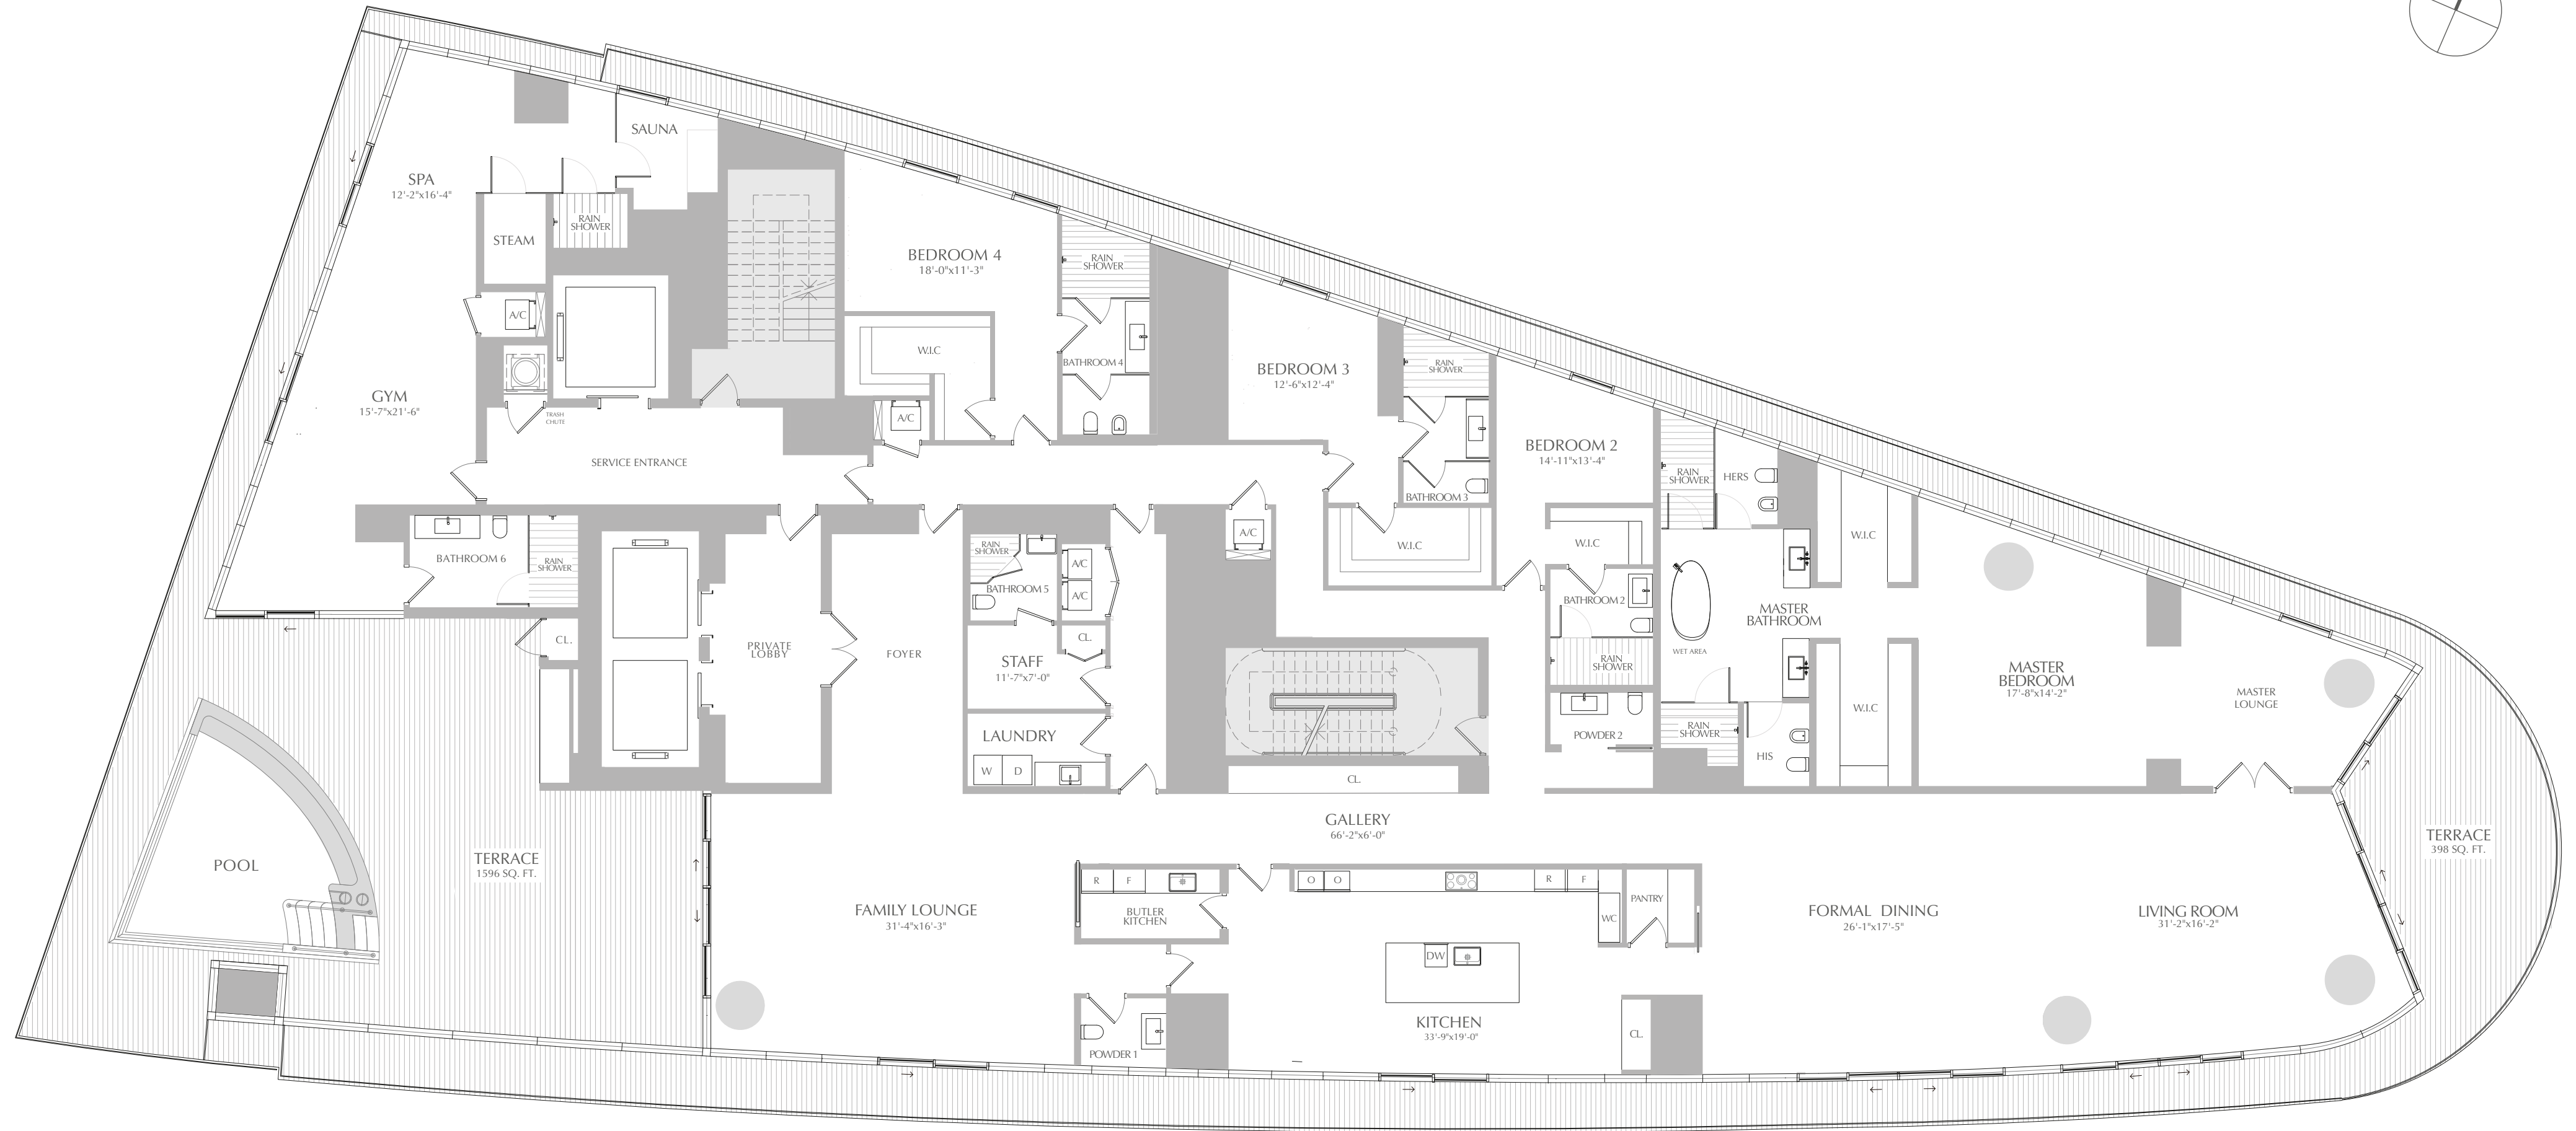 SAUNA
SPA
12'-2"x16'-4"
RAIN
SHOWER
STEAM
A/C
GYM
15'-7"x21'-6"
TRASH
CHUTE
SERVICE ENTRANCE
BEDROOM 4
18'-0"x11'-3"
RAIN
SHOWER
W.I.C
BATHROOM 4
A/C
BEDROOM 3
12'-6"x12'-4"
RAIN
SHOWER
BATHROOM 3
W.I.C
A/C
BEDROOM 2
14'-11"x13'-4"
W.I.C
BATHROOM 2
RAIN
SHOWER
POWDER 2
RAIN
SHOWER
HERS
W.I.C
MASTER
BATHROOM
WET AREA
RAIN
SHOWER
HIS
W.I.C
MASTER
BEDROOM
17'-8"x14'-2"
MASTER
LOUNGE
BATHROOM 6
RAIN
SHOWER
CL.
PRIVATE
LOBBY
FOYER
RAIN
SHOWER
BATHROOM 5
A/C
A/C
CL.
STAFF
11'-7"x7'-0"
LAUNDRY
W D
CL.
GALLERY
66'-2"x6'-0"
POOL
TERRACE
1596 SQ. FT.
FAMILY LOUNGE
31'-4"x16'-3"
R F
BUTLER
KITCHEN
POWDER 1
O O
R F
WC
PANTRY
DW
KITCHEN
33'-9"x19'-0"
CL.
FORMAL DINING
26'-1"x17'-5"
LIVING ROOM
31'-2"x16'-2"
TERRACE
398 SQ. FT.